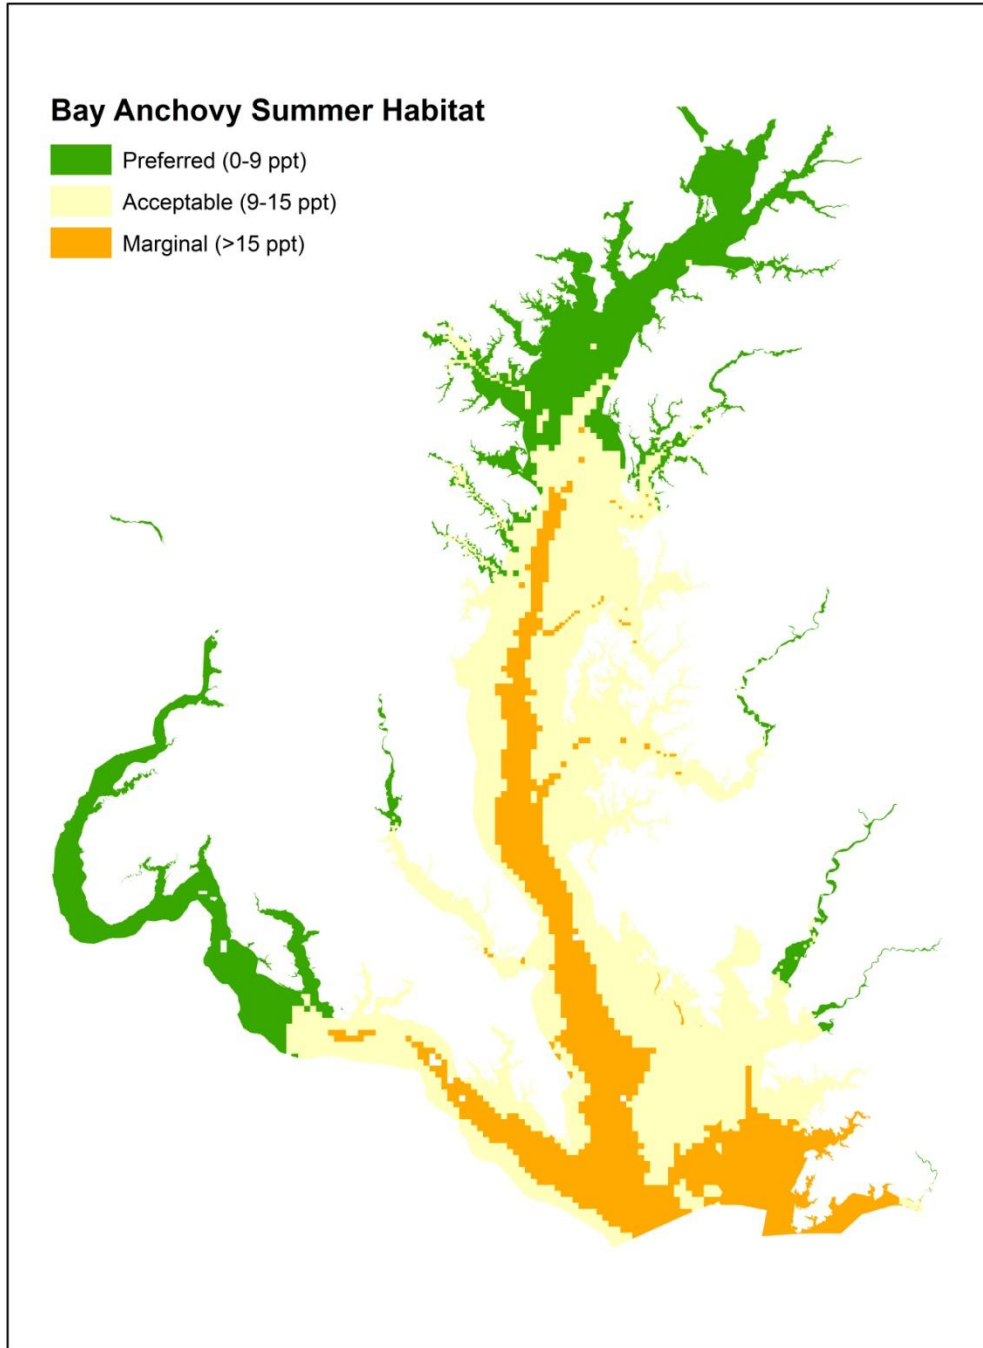 Bay Anchovy Summer Habitat
Preferred (0-9 ppt)
Acceptable (9-15 ppt)
Marginal (>15 ppt)